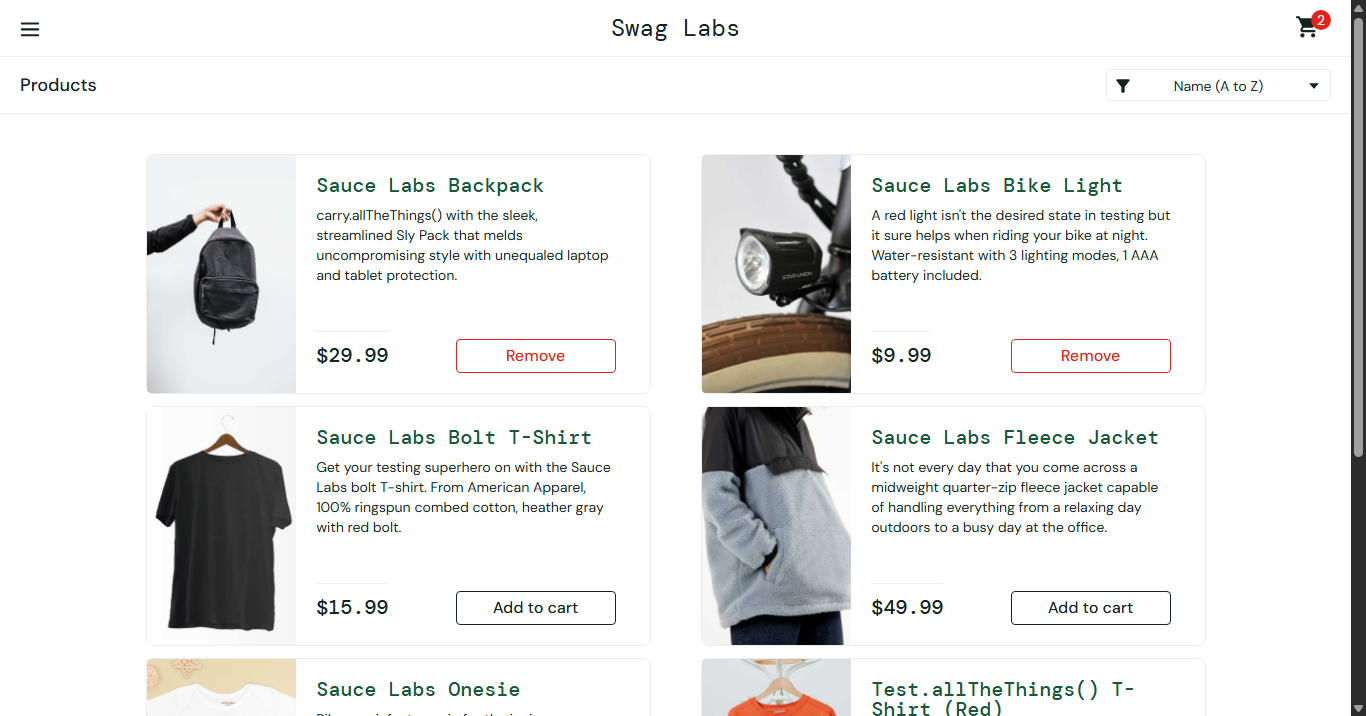 Swag Labs
2
Products
Name (A to Z)
Sauce Labs Backpack
carry.allTheThings() with the sleek,
streamlined Sly Pack that melds
uncompromising style with unequaled laptop
and tablet protection.
$29.99
Remove
Sauce Labs Bike Light
A red light isn't the desired state in testing but
it sure helps when riding your bike at night.
Water-resistant with 3 lighting modes, 1 AAA
battery included.
$9.99
Remove
STAR UNION
Sauce Labs Bolt T-Shirt
Get your testing superhero on with the Sauce
Labs bolt T-shirt. From American Apparel,
100% ringspun combed cotton, heather gray
with red bolt.
$15.99
Add to cart
Sauce Labs Fleece Jacket
It's not every day that you come across a
midweight quarter-zip fleece jacket capable
of handling everything from a relaxing day
outdoors to a busy day at the office.
$49.99
Add to cart
Sauce Labs Onesie
Test.allTheThings() T-
Shirt (Red)